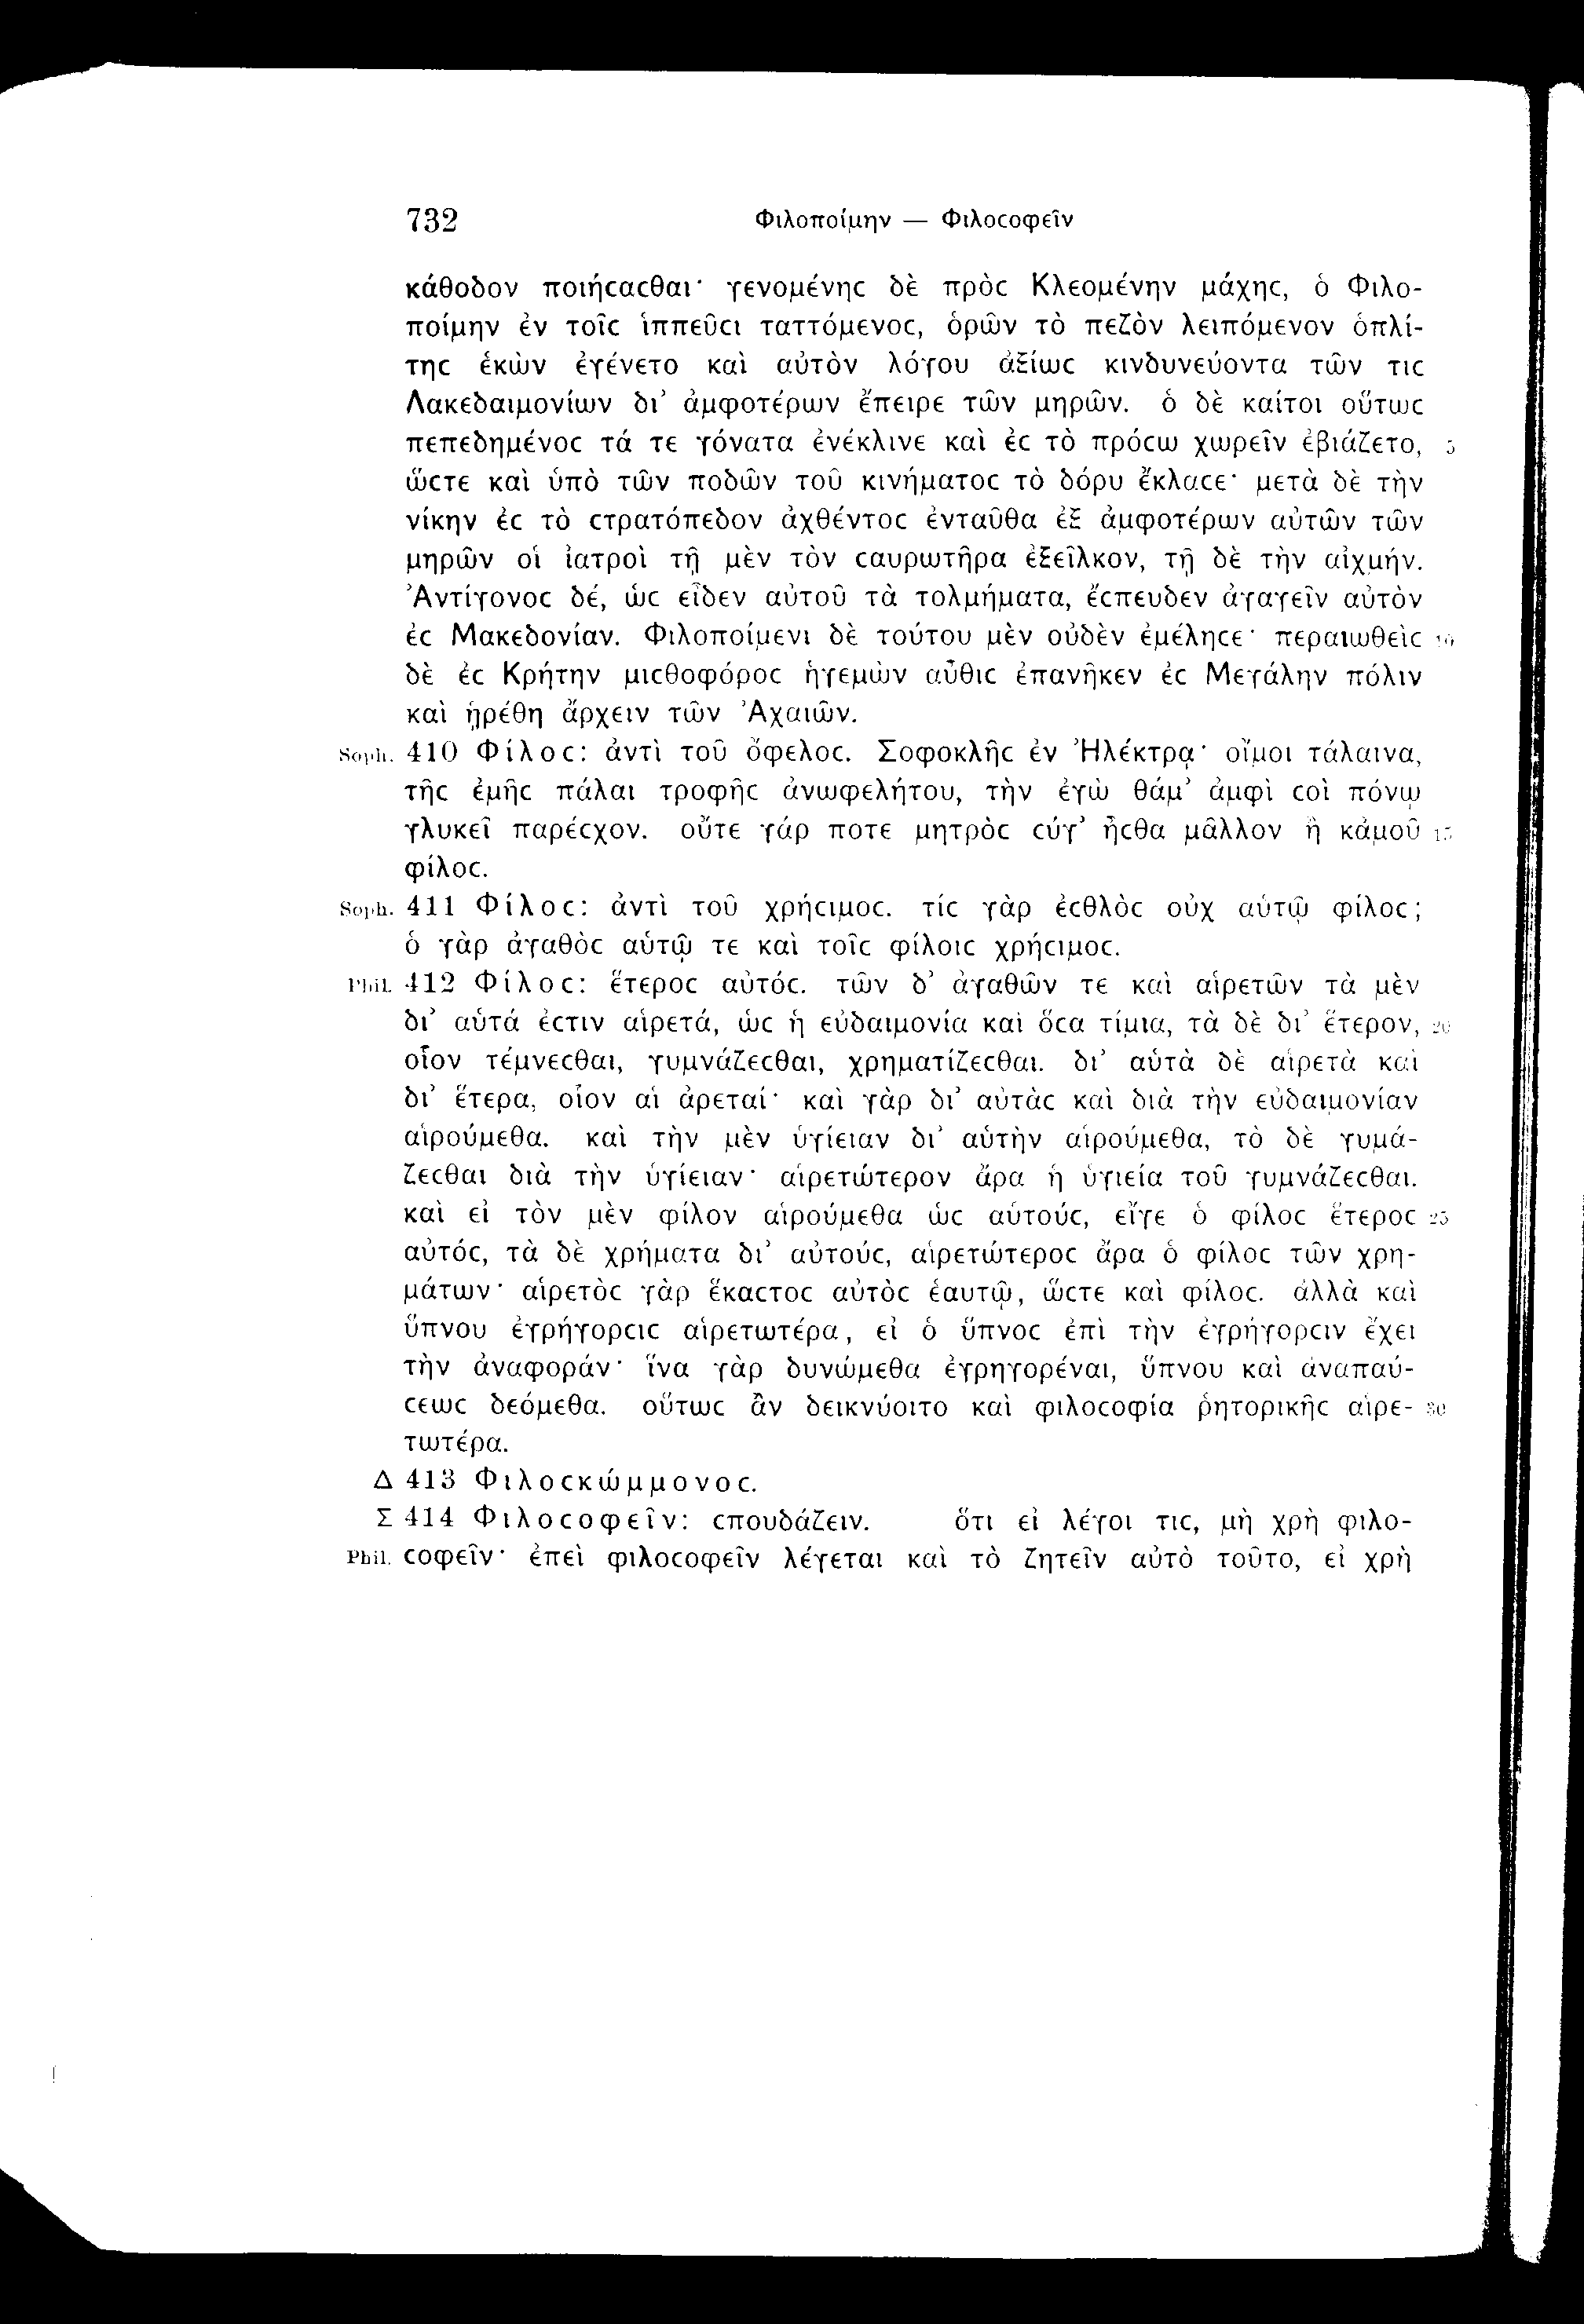 732 Φιλοποίμην — Φιλοcοφεῖν
κάθοδον ποιήcαcθαι· γενομένηc δὲ πρὸc Κλεομένην μάχηc, ὁ Φιλο-
ποίμην ἐν τοῖc ἱππεῦcι ταττόμενοc, ὁρῶν τὸ πεζὸν λειπόμενον ὁπλί-
τηc ἑκὼν ἐγένετο καὶ αὐτὸν λόγου ἀξίωc κινδυνεύοντα τῶν τιc
Λακεδαιμονίων δι’ ἀμφοτέρων ἔπειρε τῶν μηρῶν. ὁ δὲ καίτοι οὕτωc
πεπεδημένοc τά τε γόνατα ἐνέκλινε καὶ ἐc τὸ πρόcω χωρεῖν ἐβιάζετο, 5
ὥcτε καὶ ὑπὸ τῶν ποδῶν τοῦ κινήματοc τὸ δόρυ ἔκλαcε· μετὰ δὲ τὴν
νίκην ἐc τὸ cτρατόπεδον ἀχθέντοc ἐνταῦθα ἐξ ἀμφοτέρων αὐτῶν τῶν
μηρῶν οἱ ἰατροὶ τῇ μὲν τὸν cαυρωτῆρα ἐξεῖλκον, τῇ δὲ τὴν αἰχμήν.
Ἀντίγονοc δέ, ὡc εἶδεν αὐτοῦ τὰ τολμήματα, ἔcπευδεν ἀγαγεῖν αὐτὸν
ἐc Μακεδονίαν. Φιλοποίμενι δὲ τούτου μὲν οὐδὲν ἐμέληcε· περαιωθεὶc 10
δὲ ἐc Κρήτην μιcθοφόροc ἡγεμὼν αὖθιc ἐπανῆκεν ἐc Μεγάλην πόλιν
καὶ ᾑρέθη ἄρχειν τῶν Ἀχαιῶν.
Soph. 410 Φίλοc: ἀντὶ τοῦ ὄφελοc. Σοφοκλῆc ἐν Ἠλέκτρᾳ· οἴμοι τάλαινα,
τῆc ἐμῆc πάλαι τροφῆc ἀνωφελήτου, τὴν ἐγὼ θάμ’ ἀμφὶ cοὶ πόνῳ
γλυκεῖ παρέcχον. οὔτε γάρ ποτε μητρὸc cύγ’ ἦcθα μᾶλλον ἢ κἀμοῦ 15
φίλοc.
Soph. 411 Φίλοc: ἀντὶ τοῦ χρήcιμοc. τίc γὰρ ἐcθλὸc οὐχ αὑτῷ φίλοc;
ὁ γὰρ ἀγαθὸc αὑτῷ τε καὶ τοῖc φίλοιc χρήcιμοc.
Phil. 412 Φίλοc: ἕτεροc αὐτόc. τῶν δ’ ἀγαθῶν τε καὶ αἱρετῶν τὰ μὲν
δι’ αὑτά ἐcτιν αἱρετά, ὡc ἡ εὐδαιμονία καὶ ὅcα τίμια, τὰ δὲ δι’ ἕτερον, 20
οἷον τέμνεcθαι, γυμνάζεcθαι, χρηματίζεcθαι. δι’ αὑτὰ δὲ αἱρετὰ καὶ
δι’ ἕτερα, οἷον αἱ ἀρεταί· καὶ γὰρ δι’ αὑτὰc καὶ διὰ τὴν εὐδαιμονίαν
αἱρούμεθα. καὶ τὴν μὲν ὑγίειαν δι’ αὑτὴν αἱρούμεθα, τὸ δὲ γυμά-
ζεcθαι διὰ τὴν ὑγίειαν· αἱρετώτερον ἄρα ἡ ὑγιεία τοῦ γυμνάζεcθαι.
καὶ εἰ τὸν μὲν φίλον αἱρούμεθα ὡc αὑτούc, εἴγε ὁ φίλοc ἕτεροc 25
αὐτόc, τὰ δὲ χρήματα δι’ αὐτούc, αἱρετώτεροc ἄρα ὁ φίλοc τῶν χρη-
μάτων· αἱρετὸc γὰρ ἕκαcτοc αὐτὸc ἑαυτῷ, ὥcτε καὶ φίλοc. ἀλλὰ καὶ
ὕπνου ἐγρήγορcιc αἱρετωτέρα, εἰ ὁ ὕπνοc ἐπὶ τὴν ἐγρήγορcιν ἔχει
τὴν ἀναφοράν· ἵνα γὰρ δυνώμεθα ἐγρηγορέναι, ὕπνου καὶ ἀναπαύ-
cεωc δεόμεθα. οὕτωc ἂν δεικνύοιτο καὶ φιλοcοφία ῥητορικῆc αἱρε- 30
τωτέρα.
Δ 413 Φιλοcκώμμονοc.
Σ 414 Φιλοcοφεῖν: cπουδάζειν. ὅτι εἰ λέγοι τιc, μὴ χρὴ φιλο-
Phil. cοφεῖν· ἐπεὶ φιλοcοφεῖν λέγεται καὶ τὸ ζητεῖν αὐτὸ τοῦτο, εἰ χρὴ